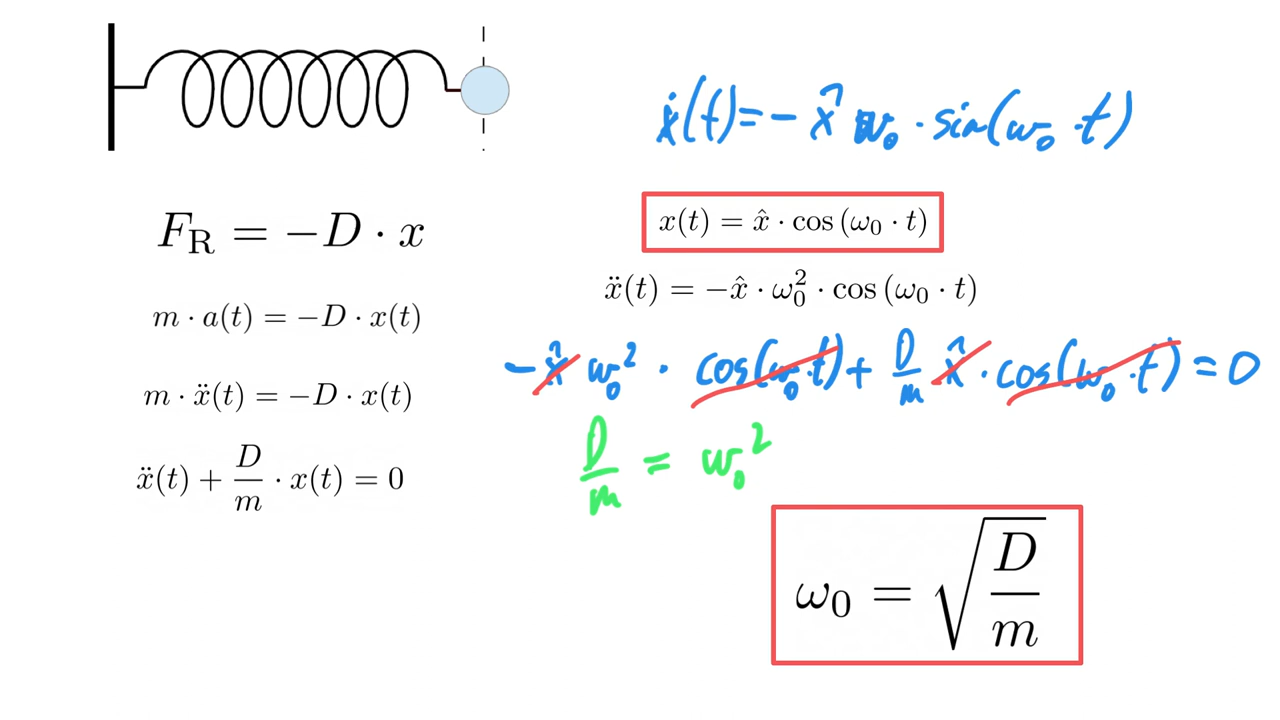 ẋ(t) = - x̂ ω₀ · sin(ω₀ · t)
x(t) = x̂ · cos (ω₀ · t)
F_R = −D · x
ẍ(t) = −x̂ · ω₀² · cos (ω₀ · t)
m · a(t) = −D · x(t)
- x̂ ω₀² · cos(ω₀ · t) + D/m x̂ · cos(ω₀ · t) = 0
m · ẍ(t) = −D · x(t)
D/m = ω₀²
ẍ(t) + D/m · x(t) = 0
ω₀ = √(D/m)